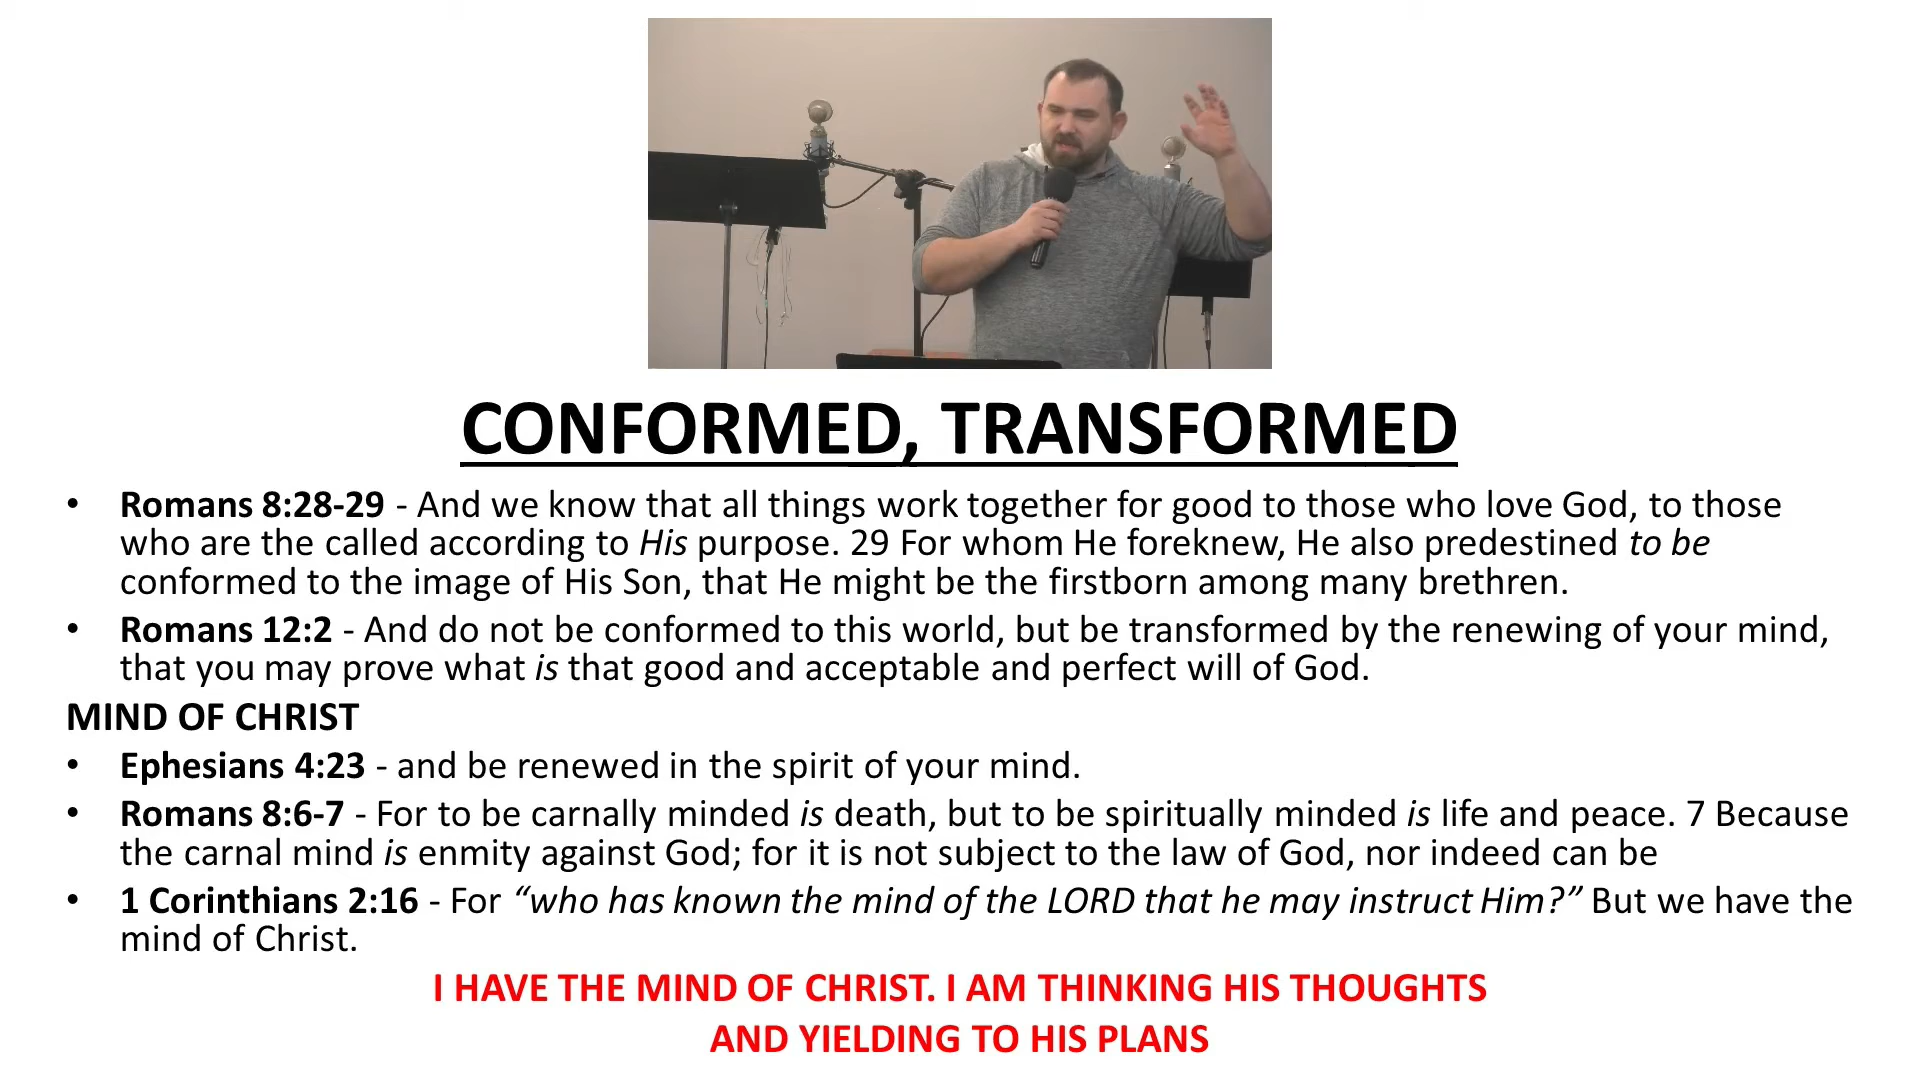 CONFORMED, TRANSFORMED
• Romans 8:28-29 - And we know that all things work together for good to those who love God, to those
who are the called according to His purpose. 29 For whom He foreknew, He also predestined to be
conformed to the image of His Son, that He might be the firstborn among many brethren.
• Romans 12:2 - And do not be conformed to this world, but be transformed by the renewing of your mind,
that you may prove what is that good and acceptable and perfect will of God.
MIND OF CHRIST
• Ephesians 4:23 - and be renewed in the spirit of your mind.
• Romans 8:6-7 - For to be carnally minded is death, but to be spiritually minded is life and peace. 7 Because
the carnal mind is enmity against God; for it is not subject to the law of God, nor indeed can be
• 1 Corinthians 2:16 - For “who has known the mind of the LORD that he may instruct Him?” But we have the
mind of Christ.
I HAVE THE MIND OF CHRIST. I AM THINKING HIS THOUGHTS
AND YIELDING TO HIS PLANS